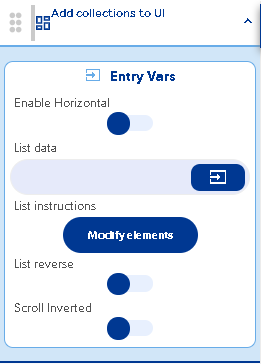 Add collections to UI
Entry Vars
Enable Horizontal
List data
List instructions
Modify elements
List reverse
Scroll Inverted